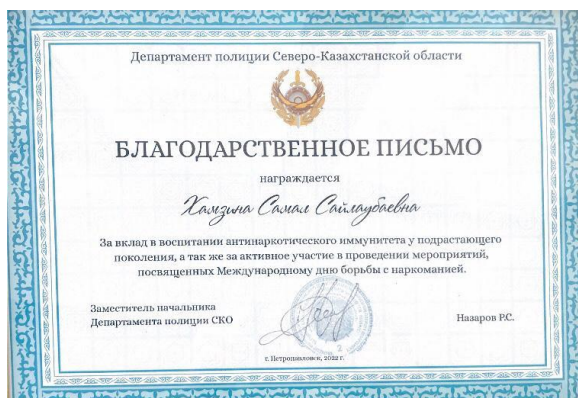 Департамент полиции Северо-Казахстанской области
БЛАГОДАРСТВЕННОЕ ПИСЬМО
награждается
Хамзина Самал Сайлаубаевна
За вклад в воспитании антинаркотического иммунитета у подрастающего
поколения, а так же за активное участие в проведении мероприятий,
посвященных Международному дню борьбы с наркоманией.
Заместитель начальника
Департамента полиции СКО
Назаров Р.С.
г. Петропавловск, 2022 г.